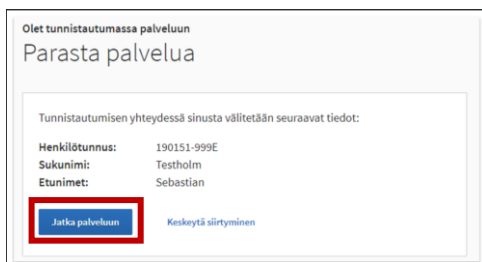 Olet tunnistautumassa palveluun
Parasta palvelua
Tunnistautumisen yhteydessä sinusta välitetään seuraavat tiedot:
Henkilötunnus: 190151-999E
Sukunimi: Testholm
Etunimet: Sebastian
Jatka palveluun Keskeytä siirtyminen